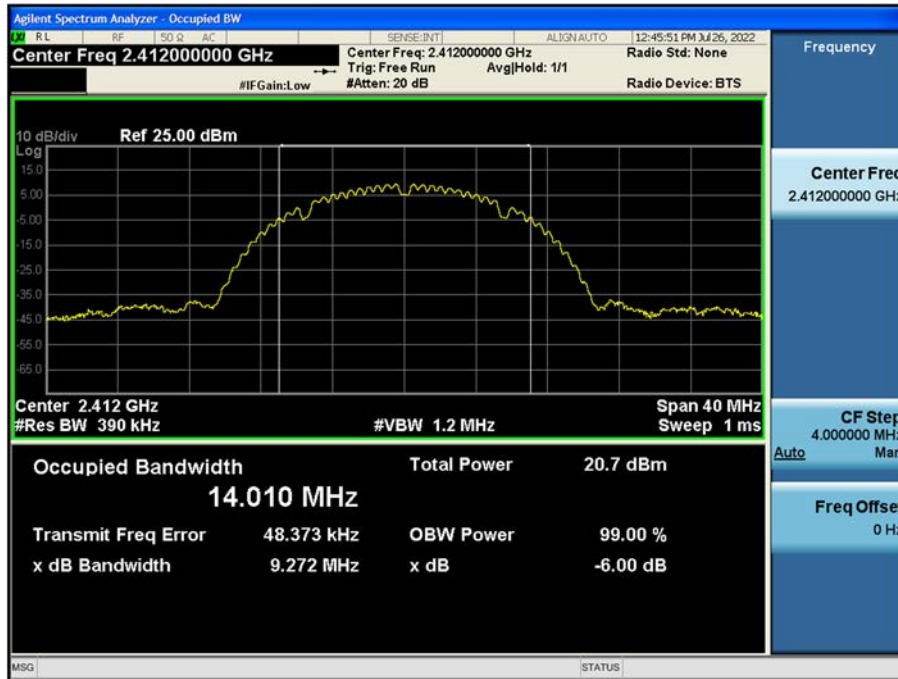 Agilent Spectrum Analyzer - Occupied BW
LXI RL RF 50 Ω AC SENSE:INT ALIGN AUTO 12:45:51 PM Jul 26, 2022
Center Freq 2.412000000 GHz
Center Freq: 2.412000000 GHz Radio Std: None
Trig: Free Run Avg|Hold: 1/1
#IFGain:Low #Atten: 20 dB Radio Device: BTS
10 dB/div Ref 25.00 dBm
Log
15.0
5.00
-5.00
-15.0
-25.0
-35.0
-45.0
-55.0
-65.0
Center 2.412 GHz Span 40 MHz
#Res BW 390 kHz #VBW 1.2 MHz Sweep 1 ms
Occupied Bandwidth Total Power 20.7 dBm
14.010 MHz
Transmit Freq Error 48.373 kHz OBW Power 99.00 %
x dB Bandwidth 9.272 MHz x dB -6.00 dB
MSG STATUS
Frequency
Center Freq
2.412000000 GHz
CF Step
4.000000 MHz
Auto Man
Freq Offset
0 Hz